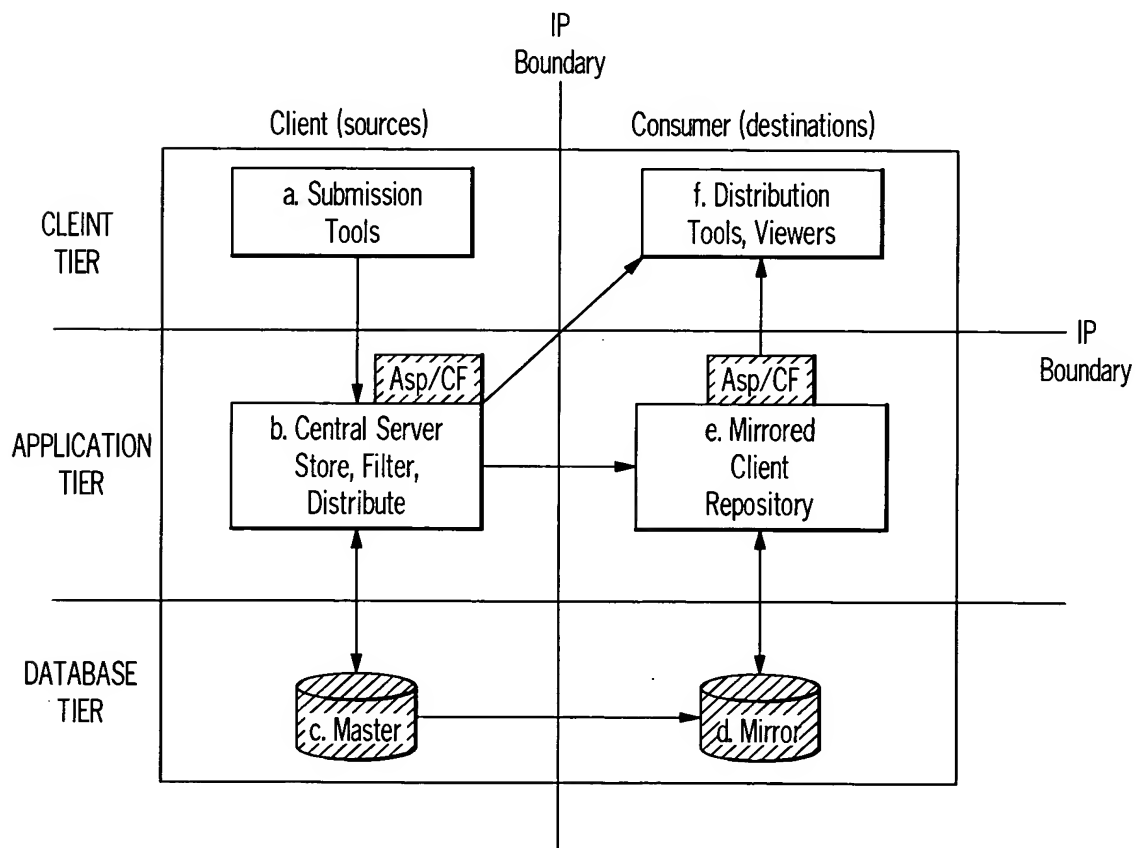 IP
Boundary
Client (sources)
Consumer (destinations)
CLEINT
TIER
a. Submission
Tools
f. Distribution
Tools, Viewers
IP
Boundary
Asp/CF
Asp/CF
APPLICATION
TIER
b. Central Server
Store, Filter,
Distribute
e. Mirrored
Client
Repository
DATABASE
TIER
c. Master
d. Mirror